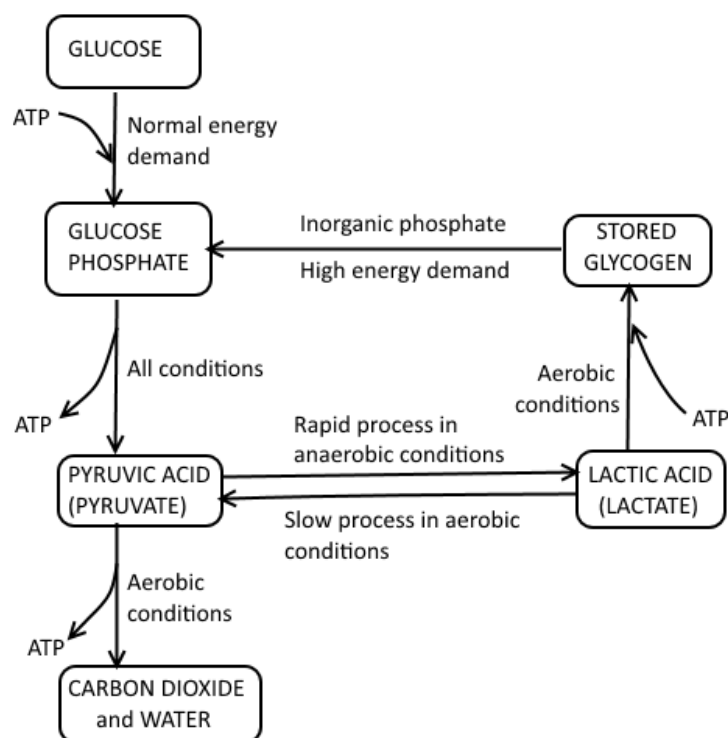 GLUCOSE
ATP
Normal energy
demand
GLUCOSE
PHOSPHATE
Inorganic phosphate
High energy demand
STORED
GLYCOGEN
All conditions
ATP
Aerobic
conditions
ATP
Rapid process in
anaerobic conditions
PYRUVIC ACID
(PYRUVATE)
LACTIC ACID
(LACTATE)
Slow process in aerobic
conditions
Aerobic
conditions
ATP
CARBON DIOXIDE
and WATER